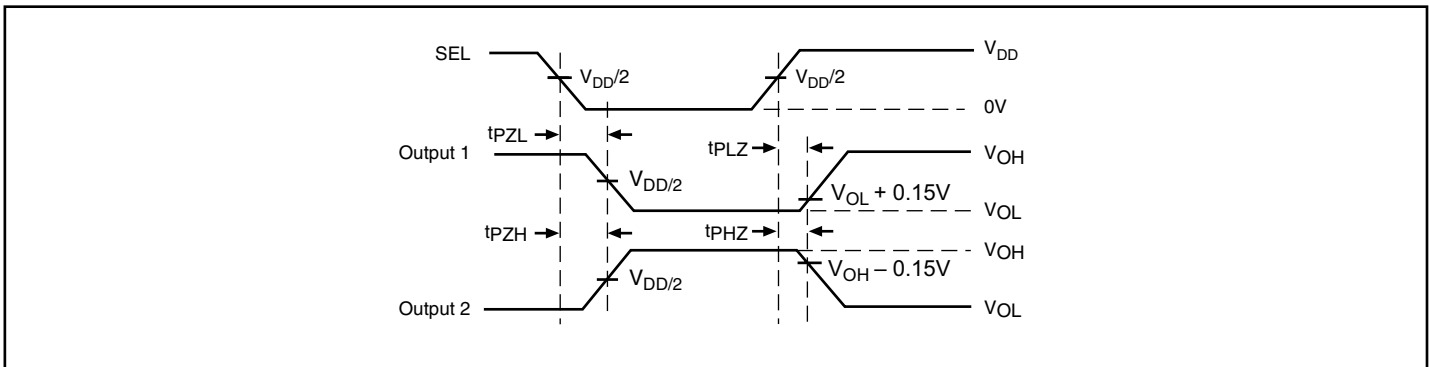 SEL
VDD/2
VDD/2
VDD
0V
tPZL
tPLZ
Output 1
VOH
VDD/2
VOL + 0.15V
VOL
tPZH
tPHZ
VOH
VOH – 0.15V
VDD/2
Output 2
VOL